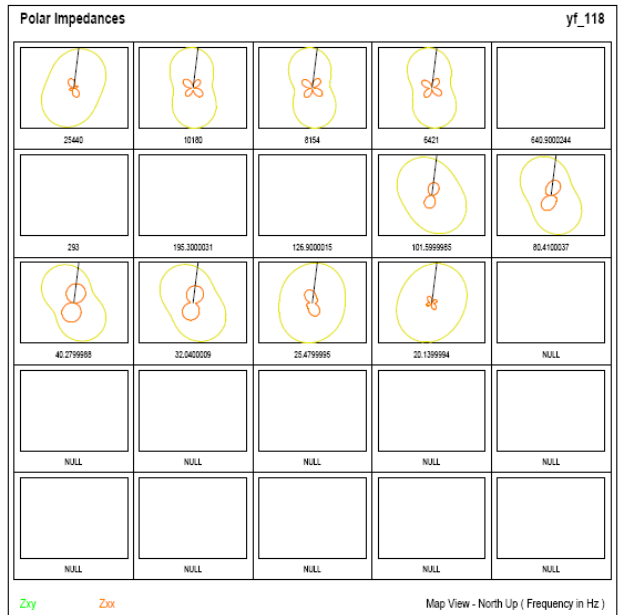 Polar Impedances yf_118
25440 10180 8154 6421 640.9000244
293 195.3000031 126.9000015 101.5999985 80.4100037
40.2799988 32.0400009 25.4799995 20.1399994 NULL
NULL NULL NULL NULL NULL
NULL NULL NULL NULL NULL
Zxy Zxx Map View - North Up ( Frequency in Hz )